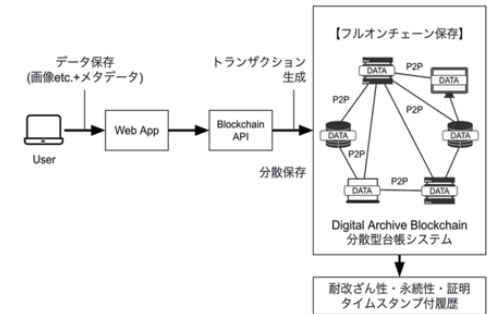 データ保存
(画像etc.+メタデータ)
User
Web App
Blockchain
API
トランザクション
生成
分散保存
【フルオンチェーン保存】
DATA
P2P
DATA
P2P
P2P
DATA
DATA
P2P
P2P
DATA
DATA
Digital Archive Blockchain
分散型台帳システム
耐改ざん性・永続性・証明
タイムスタンプ付履歴